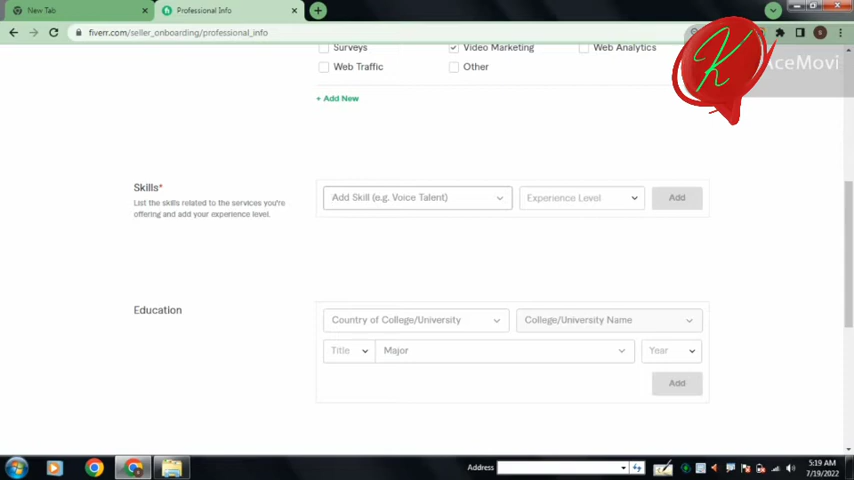 New Tab
Professional Info
fiverr.com/seller_onboarding/professional_info
Surveys
Video Marketing
Web Analytics
Web Traffic
Other
K
AceMovi
+ Add New
Skills*
List the skills related to the services you're
offering and add your experience level.
Add Skill (e.g. Voice Talent)
Experience Level
Add
Education
Country of College/University
College/University Name
Title
Major
Year
Add
Address
5:19 AM
7/19/2022